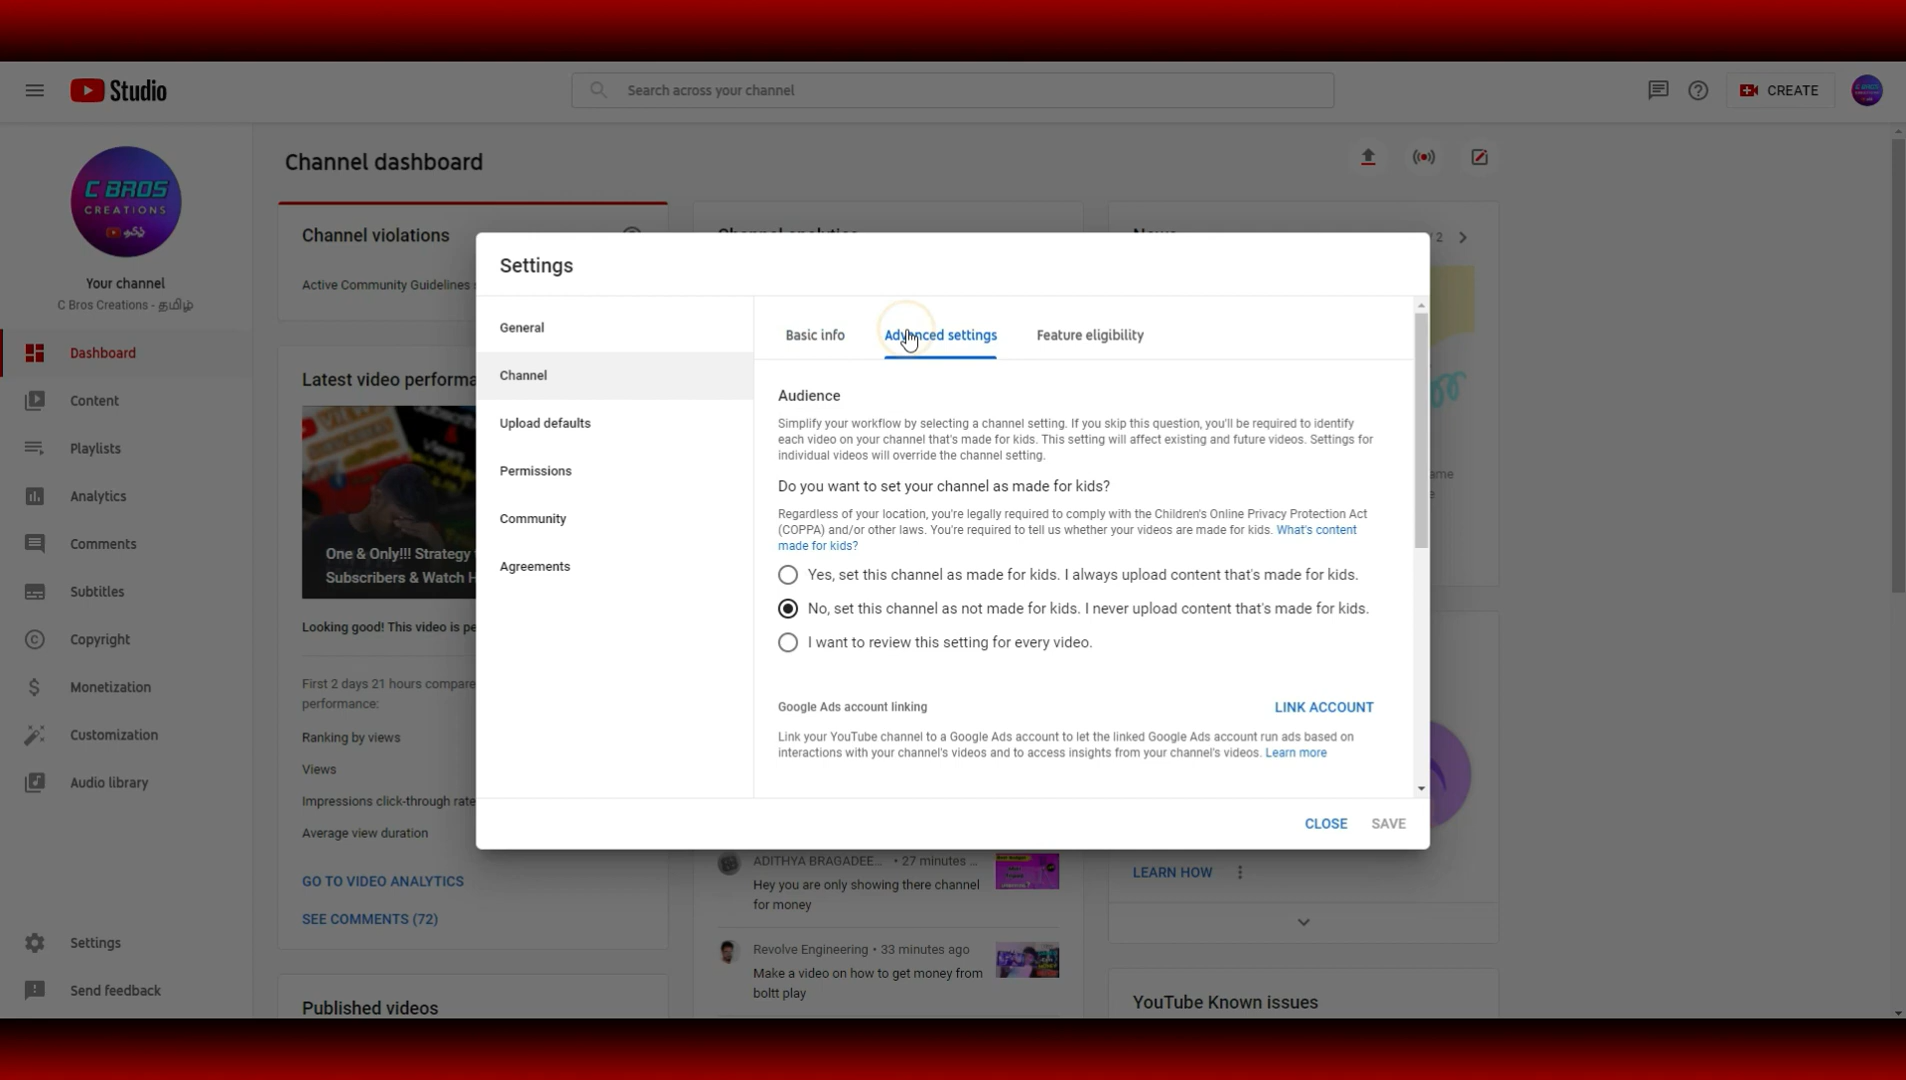 Studio
Search across your channel
CREATE
C BROS
CREATIONS
தமிழ்
Your channel
C Bros Creations - தமிழ்
Dashboard
Content
Playlists
Analytics
Comments
Subtitles
Copyright
Monetization
Customization
Audio library
Settings
Send feedback
Channel dashboard
Channel violations
Active Community Guidelines
Latest video performa
One & Only!!! Strategy
Subscribers & Watch H
Looking good! This video is pe
First 2 days 21 hours compare
performance:
Ranking by views
Views
Impressions click-through rate
Average view duration
GO TO VIDEO ANALYTICS
SEE COMMENTS (72)
Published videos
Settings
General
Channel
Upload defaults
Permissions
Community
Agreements
Basic info
Advanced settings
Feature eligibility
Audience
Simplify your workflow by selecting a channel setting. If you skip this question, you'll be required to identify
each video on your channel that's made for kids. This setting will affect existing and future videos. Settings for
individual videos will override the channel setting.
Do you want to set your channel as made for kids?
Regardless of your location, you're legally required to comply with the Children's Online Privacy Protection Act
(COPPA) and/or other laws. You're required to tell us whether your videos are made for kids. What's content
made for kids?
Yes, set this channel as made for kids. I always upload content that's made for kids.
No, set this channel as not made for kids. I never upload content that's made for kids.
I want to review this setting for every video.
Google Ads account linking
LINK ACCOUNT
Link your YouTube channel to a Google Ads account to let the linked Google Ads account run ads based on
interactions with your channel's videos and to access insights from your channel's videos. Learn more
CLOSE
SAVE
ADITHYA BRAGADEE... • 27 minutes ...
Hey you are only showing there channel
for money
Revolve Engineering • 33 minutes ago
Make a video on how to get money from
boltt play
2
ame
LEARN HOW
YouTube Known issues